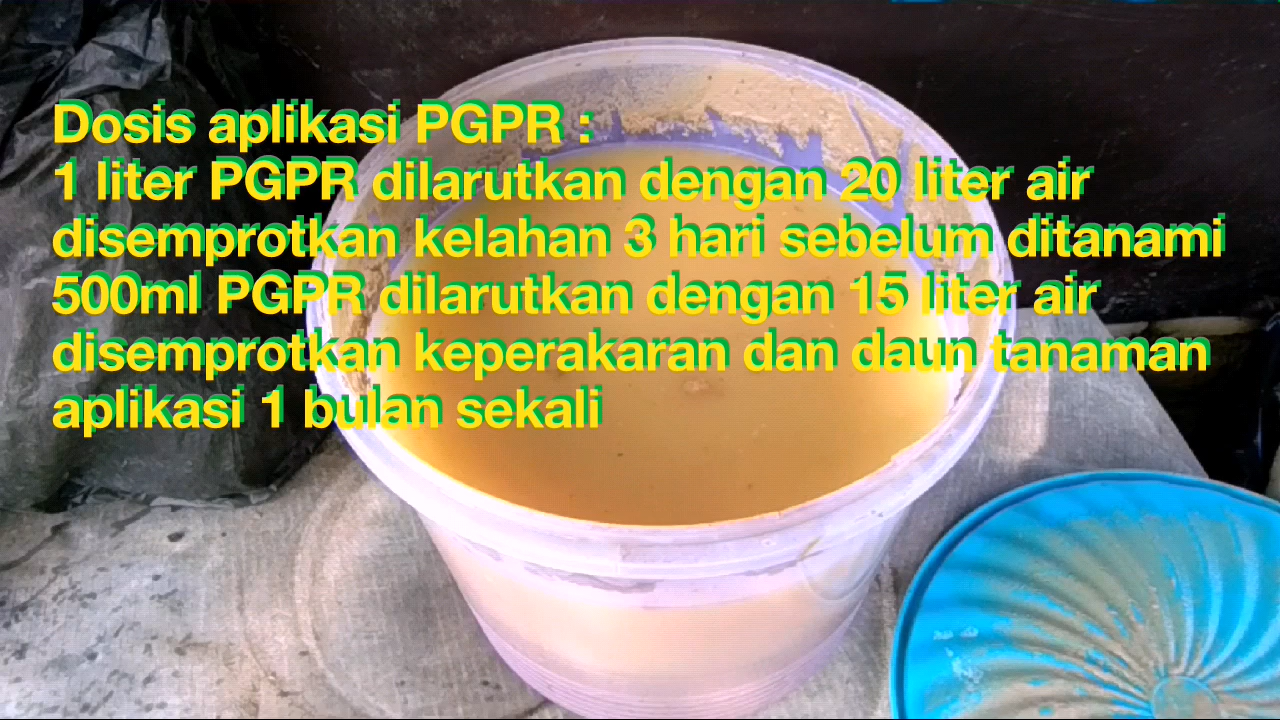 Dosis aplikasi PGPR :
1 liter PGPR dilarutkan dengan 20 liter air
disemprotkan kelahan 3 hari sebelum ditanami
500ml PGPR dilarutkan dengan 15 liter air
disemprotkan keperakaran dan daun tanaman
aplikasi 1 bulan sekali